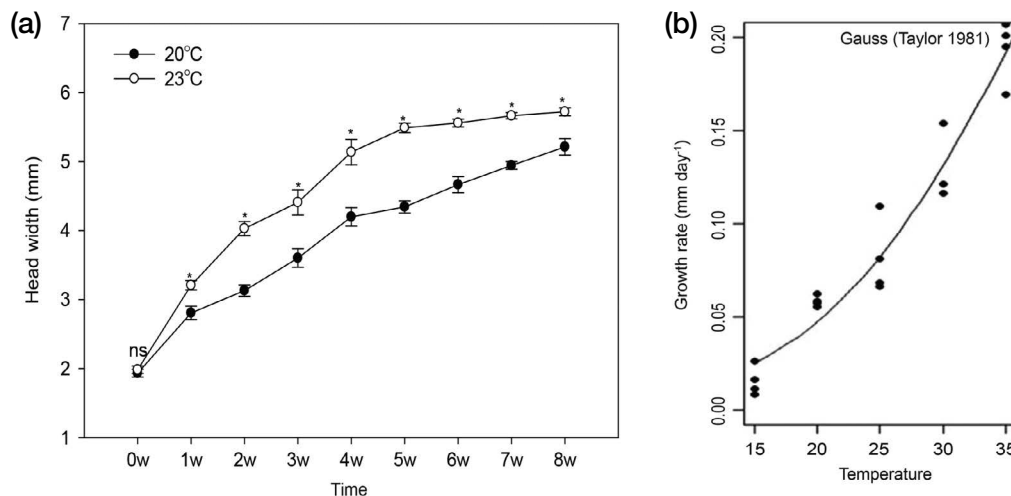 (a)
7
6
5
4
3
2
1
Head width (mm)
20°C
23°C
ns
*
*
*
*
*
*
*
*
0w 1w 2w 3w 4w 5w 6w 7w 8w
Time
(b)
Gauss (Taylor 1981)
0.20
0.15
0.10
0.05
0.00
Growth rate (mm day⁻¹)
15 20 25 30 35
Temperature